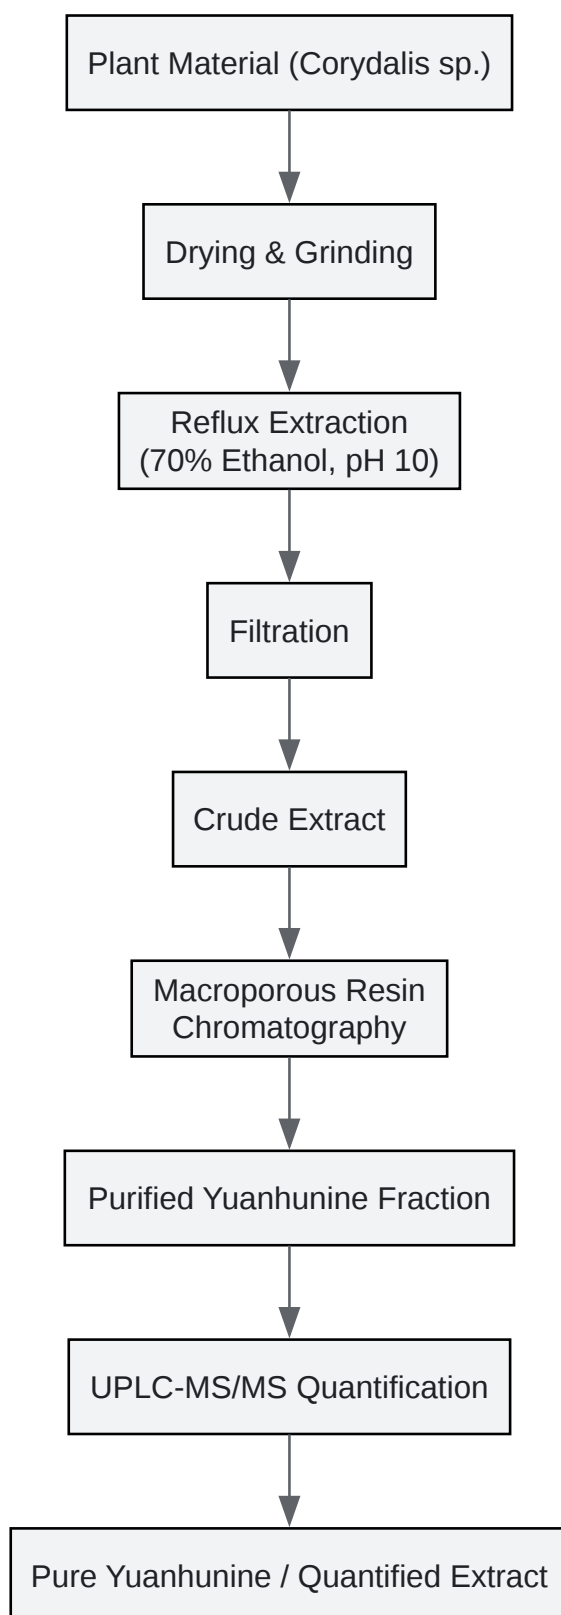 Plant Material (Corydalis sp.)
Drying & Grinding
Reflux Extraction
(70% Ethanol, pH 10)
Filtration
Crude Extract
Macroporous Resin
Chromatography
Purified Yuanhunine Fraction
UPLC-MS/MS Quantification
Pure Yuanhunine / Quantified Extract